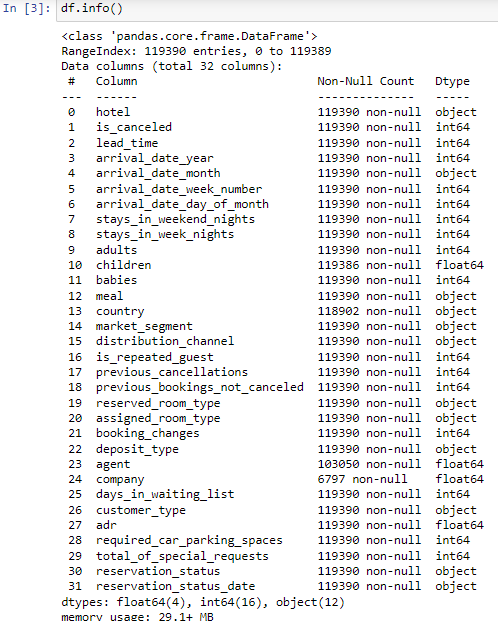 In [3]: df.info()
<class 'pandas.core.frame.DataFrame'>
RangeIndex: 119390 entries, 0 to 119389
Data columns (total 32 columns):
 #   Column                          Non-Null Count   Dtype
---  ------                          --------------   -----
 0   hotel                           119390 non-null  object
 1   is_canceled                     119390 non-null  int64
 2   lead_time                       119390 non-null  int64
 3   arrival_date_year               119390 non-null  int64
 4   arrival_date_month              119390 non-null  object
 5   arrival_date_week_number        119390 non-null  int64
 6   arrival_date_day_of_month       119390 non-null  int64
 7   stays_in_weekend_nights         119390 non-null  int64
 8   stays_in_week_nights            119390 non-null  int64
 9   adults                          119390 non-null  int64
 10  children                        119386 non-null  float64
 11  babies                          119390 non-null  int64
 12  meal                            119390 non-null  object
 13  country                         118902 non-null  object
 14  market_segment                  119390 non-null  object
 15  distribution_channel            119390 non-null  object
 16  is_repeated_guest               119390 non-null  int64
 17  previous_cancellations          119390 non-null  int64
 18  previous_bookings_not_canceled  119390 non-null  int64
 19  reserved_room_type              119390 non-null  object
 20  assigned_room_type              119390 non-null  object
 21  booking_changes                 119390 non-null  int64
 22  deposit_type                    119390 non-null  object
 23  agent                           103050 non-null  float64
 24  company                         6797 non-null    float64
 25  days_in_waiting_list            119390 non-null  int64
 26  customer_type                   119390 non-null  object
 27  adr                             119390 non-null  float64
 28  required_car_parking_spaces     119390 non-null  int64
 29  total_of_special_requests       119390 non-null  int64
 30  reservation_status              119390 non-null  object
 31  reservation_status_date         119390 non-null  object
dtypes: float64(4), int64(16), object(12)
memory usage: 29.1+ MB